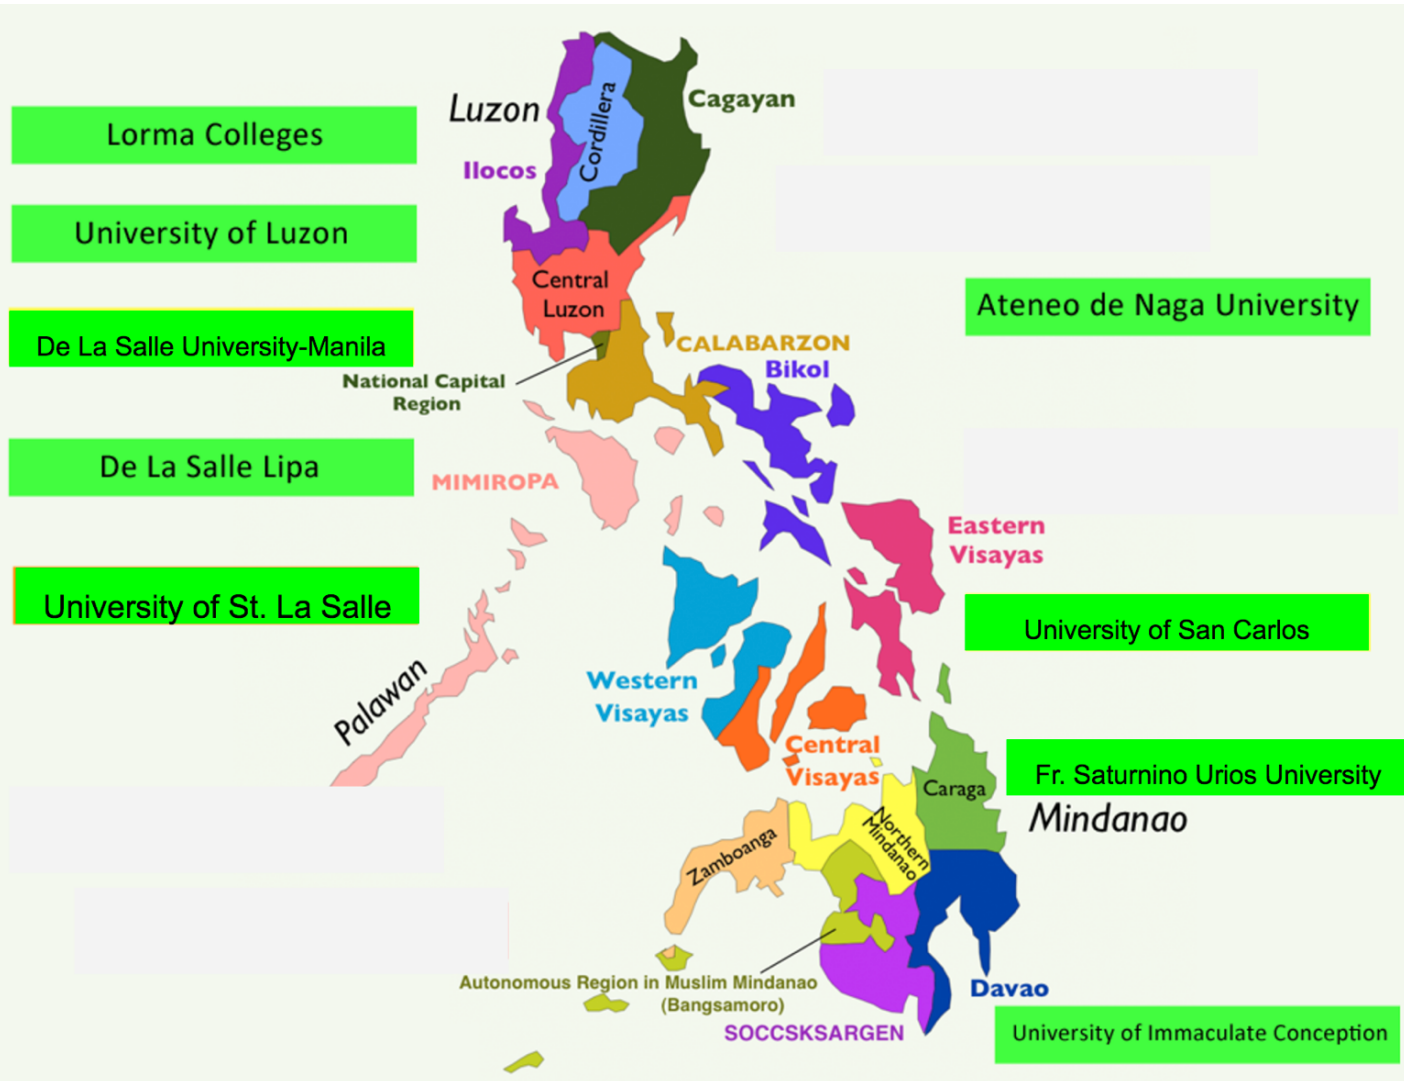 Luzon
Cagayan
Lorma Colleges
Cordillera
Ilocos
University of Luzon
Central
Luzon
Ateneo de Naga University
De La Salle University-Manila
CALABARZON
Bikol
National Capital
Region
De La Salle Lipa
MIMIROPA
Eastern
Visayas
University of St. La Salle
University of San Carlos
Palawan
Western
Visayas
Central
Visayas
Fr. Saturnino Urios University
Caraga
Mindanao
Northern
Mindanao
Zamboanga
Autonomous Region in Muslim Mindanao
(Bangsamoro)
Davao
SOCCSKSARGEN
University of Immaculate Conception